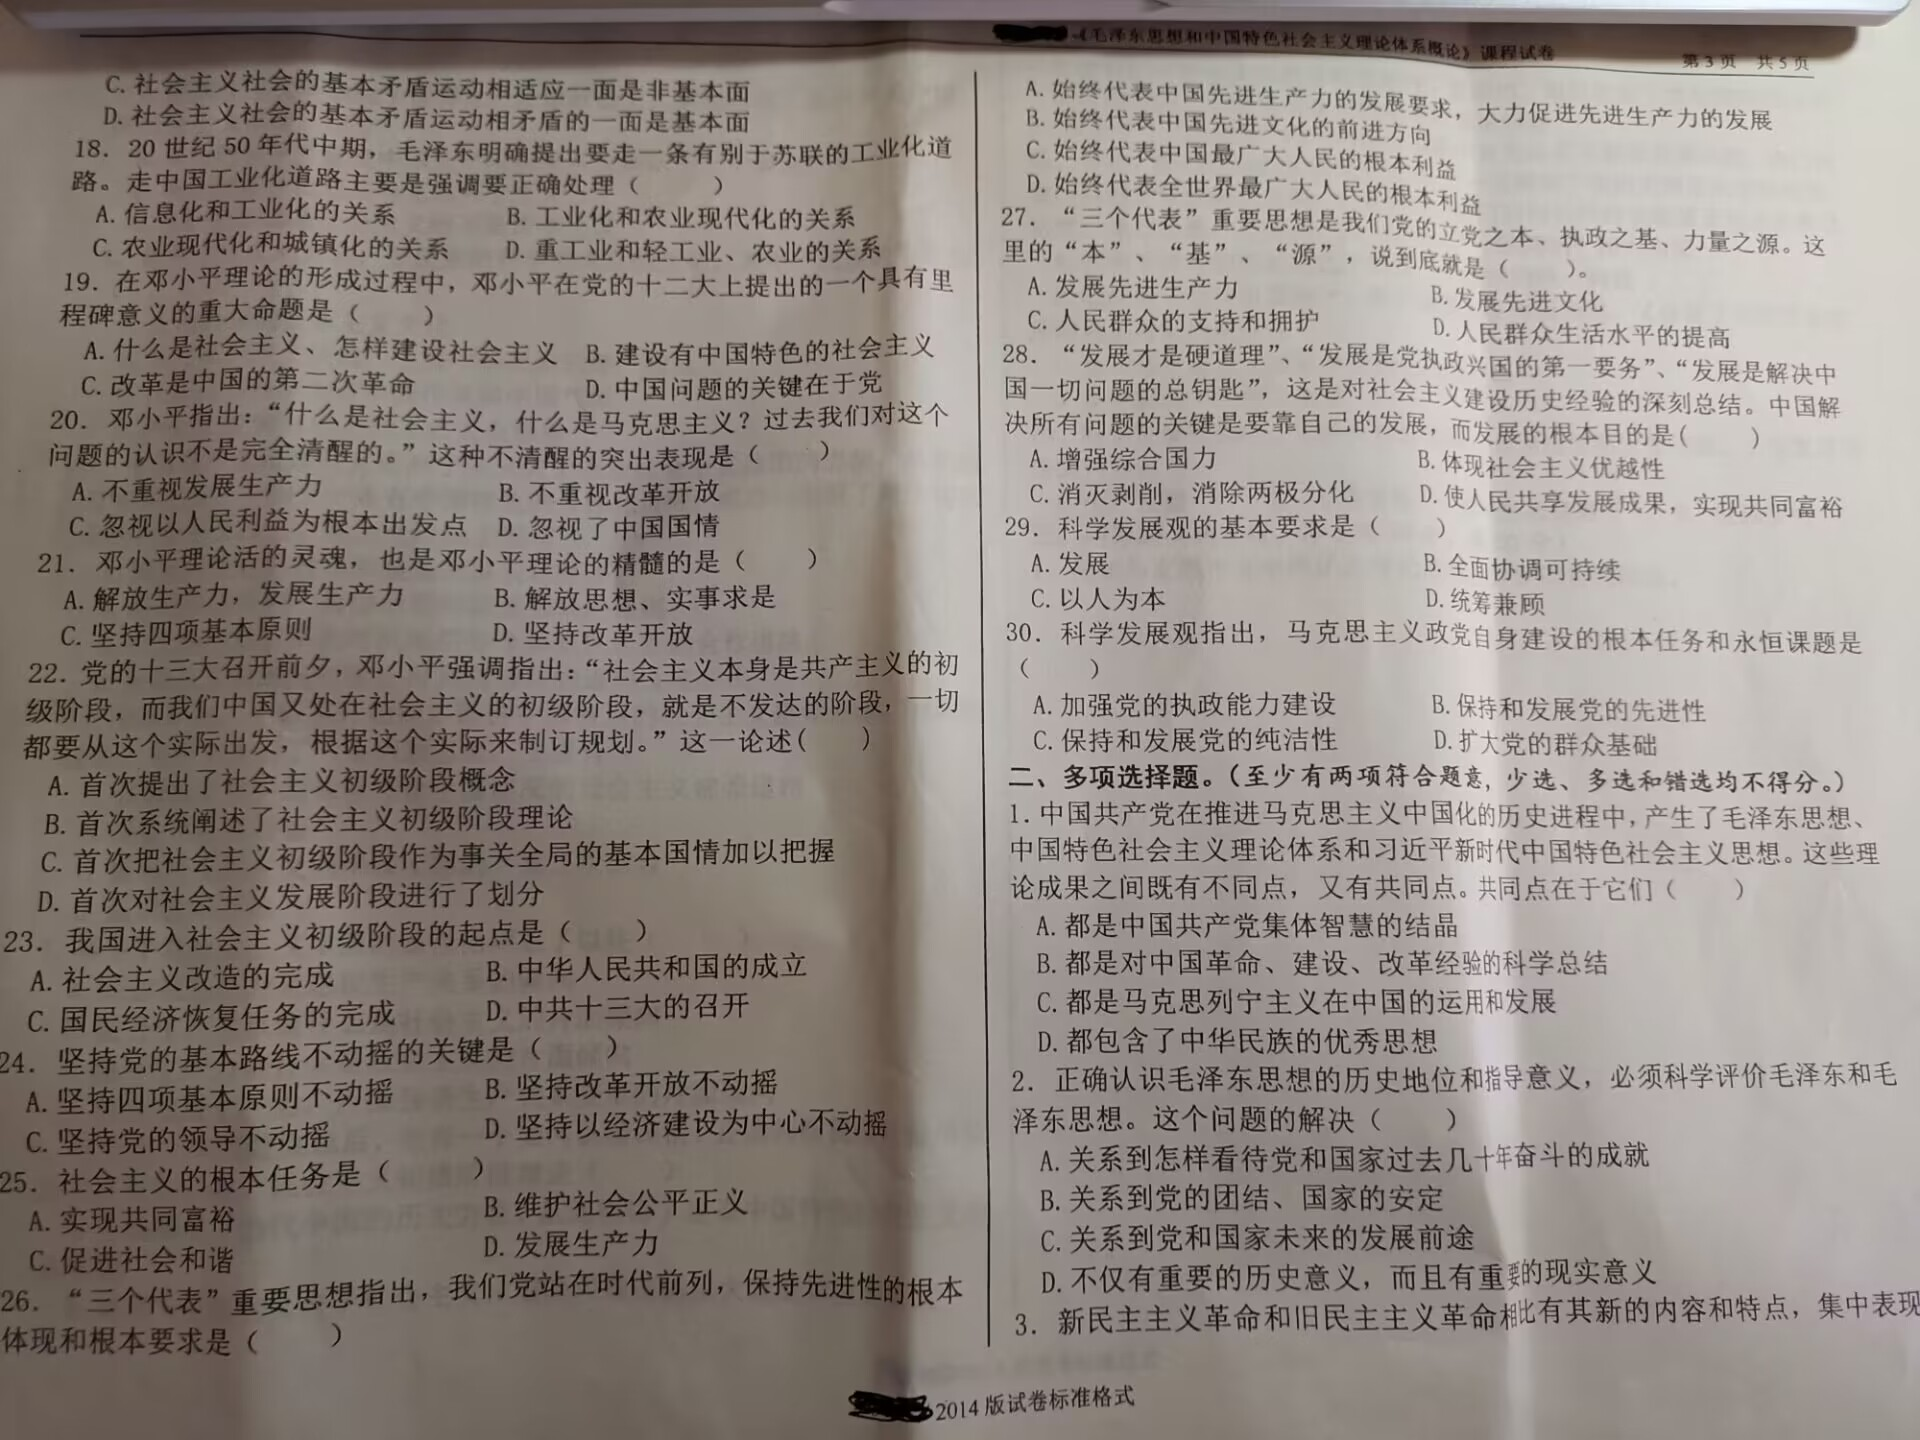 《毛泽东思想和中国特色社会主义理论体系概论》课程试卷
第3页 共5页
C. 社会主义社会的基本矛盾运动相适应一面是非基本面
D. 社会主义社会的基本矛盾运动相矛盾的一面是基本面
18. 20世纪50年代中期，毛泽东明确提出要走一条有别于苏联的工业化道
路。走中国工业化道路主要是强调要正确处理（ ）
A. 信息化和工业化的关系 B. 工业化和农业现代化的关系
C. 农业现代化和城镇化的关系 D. 重工业和轻工业、农业的关系
19. 在邓小平理论的形成过程中，邓小平在党的十二大上提出的一个具有里
程碑意义的重大命题是（ ）
A. 什么是社会主义、怎样建设社会主义 B. 建设有中国特色的社会主义
C. 改革是中国的第二次革命 D. 中国问题的关键在于党
20. 邓小平指出：“什么是社会主义，什么是马克思主义？过去我们对这个
问题的认识不是完全清醒的。”这种不清醒的突出表现是（ ）
A. 不重视发展生产力 B. 不重视改革开放
C. 忽视以人民利益为根本出发点 D. 忽视了中国国情
21. 邓小平理论活的灵魂，也是邓小平理论的精髓的是（ ）
A. 解放生产力，发展生产力 B. 解放思想、实事求是
C. 坚持四项基本原则 D. 坚持改革开放
22. 党的十三大召开前夕，邓小平强调指出：“社会主义本身是共产主义的初
级阶段，而我们中国又处在社会主义的初级阶段，就是不发达的阶段，一切
都要从这个实际出发，根据这个实际来制订规划。”这一论述（ ）
A. 首次提出了社会主义初级阶段概念
B. 首次系统阐述了社会主义初级阶段理论
C. 首次把社会主义初级阶段作为事关全局的基本国情加以把握
D. 首次对社会主义发展阶段进行了划分
23. 我国进入社会主义初级阶段的起点是（ ）
A. 社会主义改造的完成 B. 中华人民共和国的成立
C. 国民经济恢复任务的完成 D. 中共十三大的召开
24. 坚持党的基本路线不动摇的关键是（ ）
A. 坚持四项基本原则不动摇 B. 坚持改革开放不动摇
C. 坚持党的领导不动摇 D. 坚持以经济建设为中心不动摇
25. 社会主义的根本任务是（ ）
A. 实现共同富裕 B. 维护社会公平正义
C. 促进社会和谐 D. 发展生产力
26. “三个代表”重要思想指出，我们党站在时代前列，保持先进性的根本
体现和根本要求是（ ）
A. 始终代表中国先进生产力的发展要求，大力促进先进生产力的发展
B. 始终代表中国先进文化的前进方向
C. 始终代表中国最广大人民的根本利益
D. 始终代表全世界最广大人民的根本利益
27. “三个代表”重要思想是我们党的立党之本、执政之基、力量之源。这
里的“本”、“基”、“源”，说到底就是（ ）。
A. 发展先进生产力 B. 发展先进文化
C. 人民群众的支持和拥护 D. 人民群众生活水平的提高
28. “发展才是硬道理”、“发展是党执政兴国的第一要务”、“发展是解决中
国一切问题的总钥匙”，这是对社会主义建设历史经验的深刻总结。中国解
决所有问题的关键是要靠自己的发展，而发展的根本目的是（ ）
A. 增强综合国力 B. 体现社会主义优越性
C. 消灭剥削，消除两极分化 D. 使人民共享发展成果，实现共同富裕
29. 科学发展观的基本要求是（ ）
A. 发展 B. 全面协调可持续
C. 以人为本 D. 统筹兼顾
30. 科学发展观指出，马克思主义政党自身建设的根本任务和永恒课题是
（ ）
A. 加强党的执政能力建设 B. 保持和发展党的先进性
C. 保持和发展党的纯洁性 D. 扩大党的群众基础
二、多项选择题。（至少有两项符合题意，少选、多选和错选均不得分。）
1. 中国共产党在推进马克思主义中国化的历史进程中，产生了毛泽东思想、
中国特色社会主义理论体系和习近平新时代中国特色社会主义思想。这些理
论成果之间既有不同点，又有共同点。共同点在于它们（ ）
A. 都是中国共产党集体智慧的结晶
B. 都是对中国革命、建设、改革经验的科学总结
C. 都是马克思列宁主义在中国的运用和发展
D. 都包含了中华民族的优秀思想
2. 正确认识毛泽东思想的历史地位和指导意义，必须科学评价毛泽东和毛
泽东思想。这个问题的解决（ ）
A. 关系到怎样看待党和国家过去几十年奋斗的成就
B. 关系到党的团结、国家的安定
C. 关系到党和国家未来的发展前途
D. 不仅有重要的历史意义，而且有重要的现实意义
3. 新民主主义革命和旧民主主义革命相比有其新的内容和特点，集中表现
2014版试卷标准格式